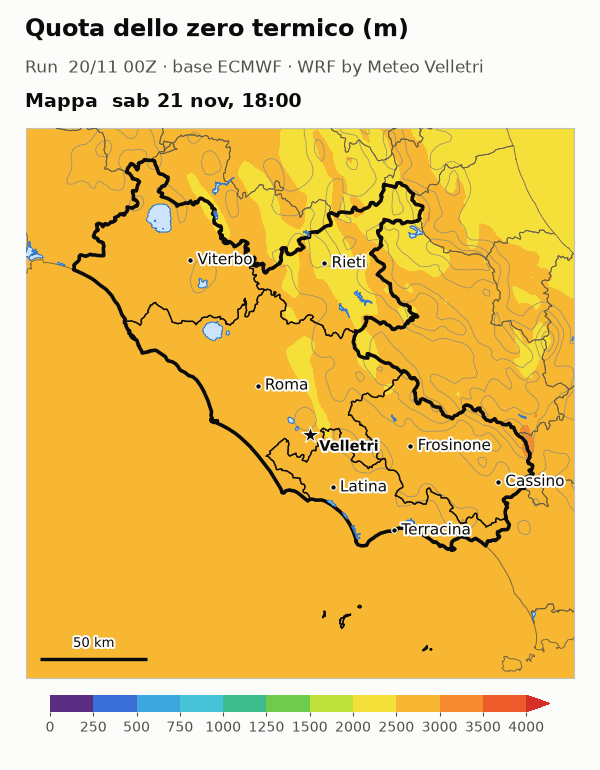 Quota dello zero termico (m)
Run  20/11 00Z · base ECMWF · WRF by Meteo Velletri
Mappa  sab 21 nov, 18:00
Viterbo
Rieti
Roma
Velletri
Frosinone
Cassino
Latina
Terracina
50 km
0 250 500 750 1000 1250 1500 2000 2500 3000 3500 4000